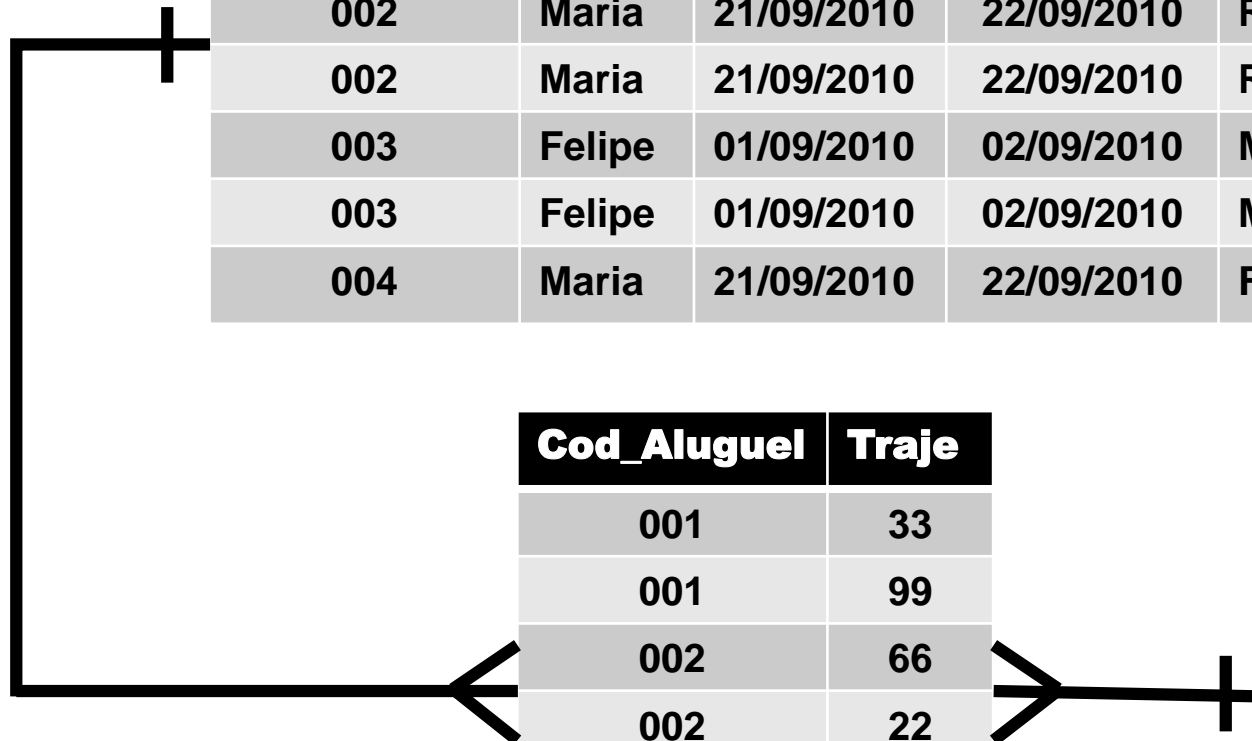 002 Maria 21/09/2010 22/09/2010
002 Maria 21/09/2010 22/09/2010
003 Felipe 01/09/2010 02/09/2010
003 Felipe 01/09/2010 02/09/2010
004 Maria 21/09/2010 22/09/2010
Cod_Aluguel Traje
001 33
001 99
002 66
002 22